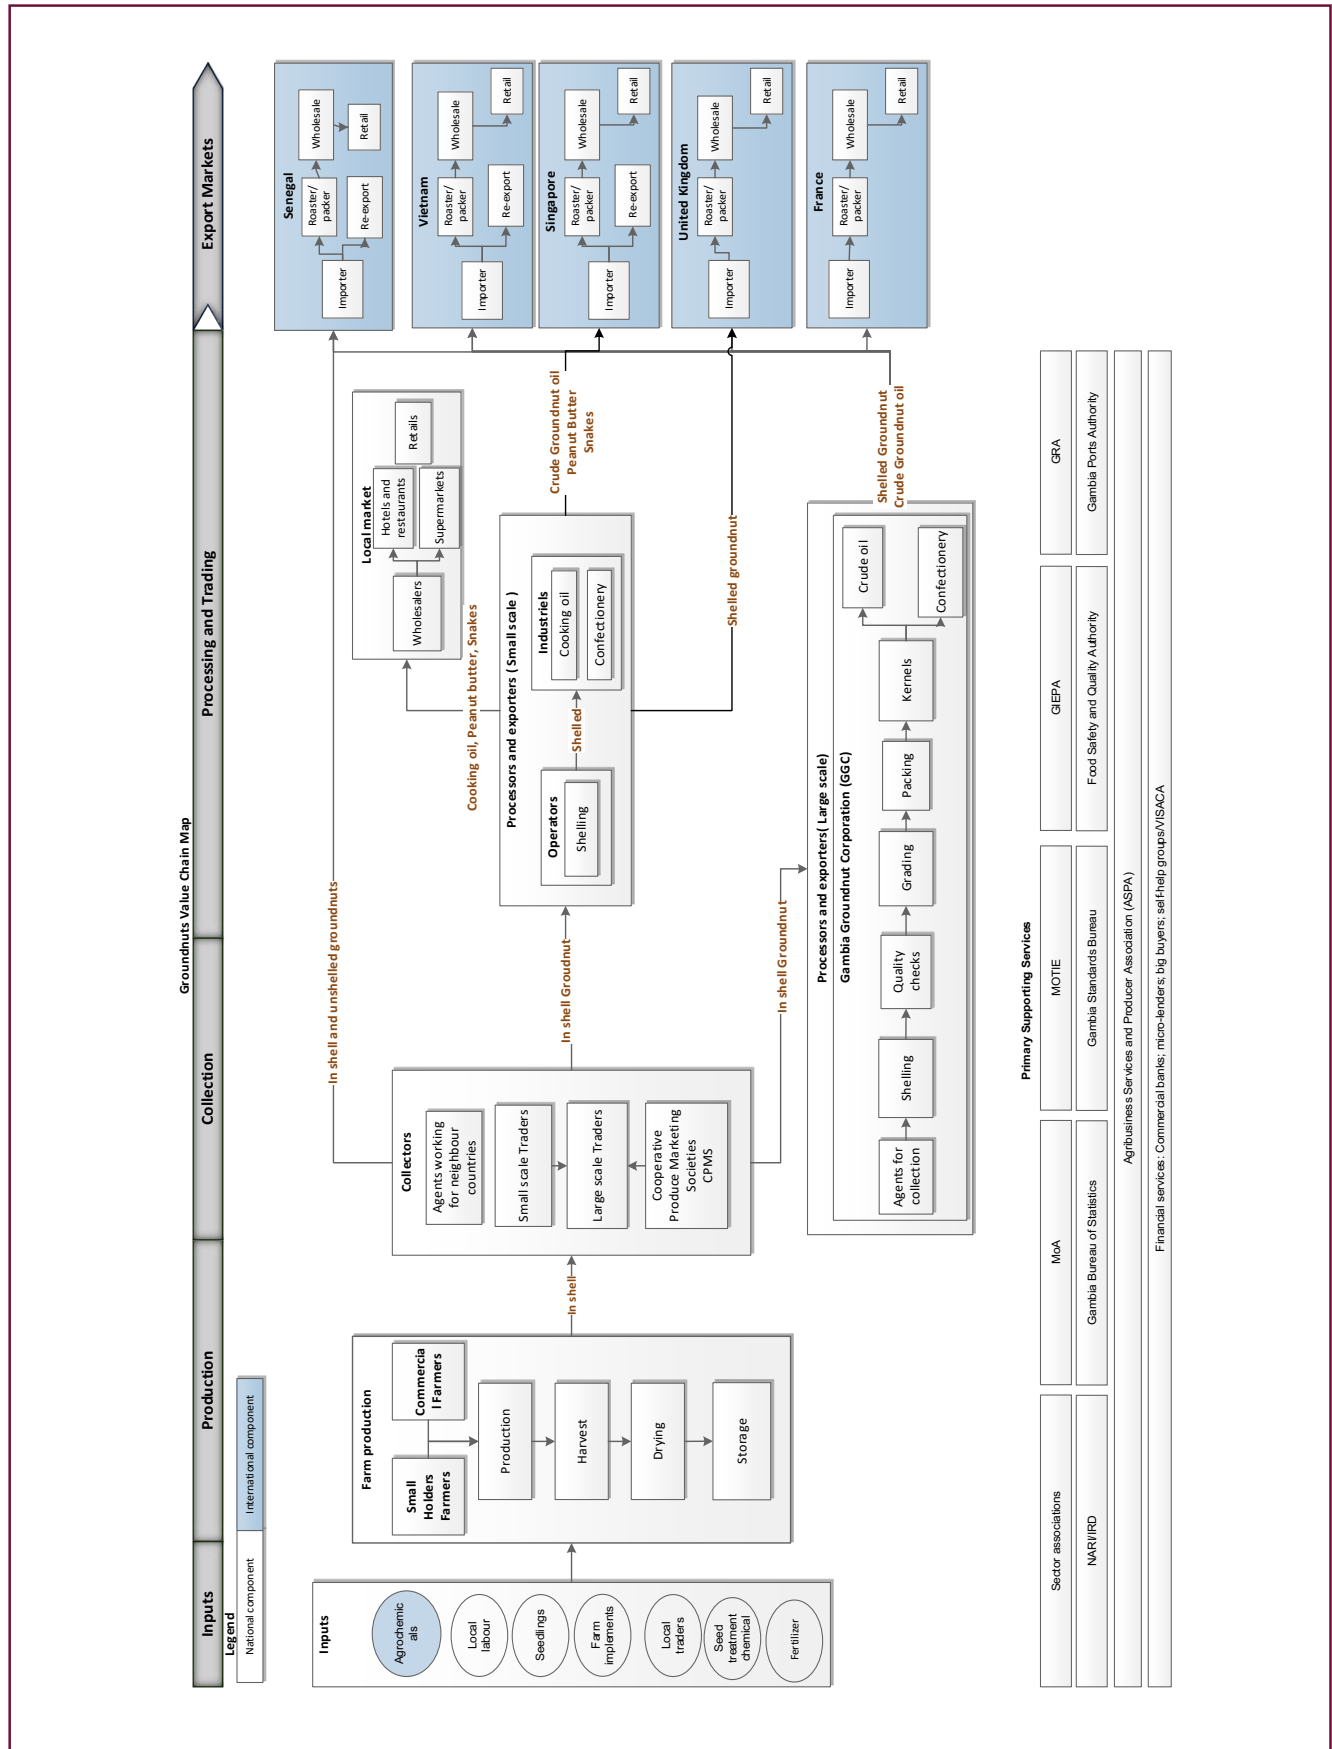 Groundnuts Value Chain Map
Inputs
Production
Collection
Processing and Trading
Export Markets
Legend
National component
International component
Inputs
Agrochemic
als
Local
labour
Seedlings
Farm
implements
Local
traders
Seed
treatment
chemical
Fertilizer
Farm production
Small
Holders
Farmers
Commercia
l Farmers
Production
Harvest
Drying
Storage
In shell
Collectors
Agents working
for neighbour
countries
Small scale Traders
Large scale Traders
Cooperative
Produce Marketing
Societies
CPMS
In shell and unshelled groundnuts
In shell Groudnut
In shell Groundnut
Processors and exporters ( Small scale )
Operators
Shelling
Shelled
Industriels
Cooking oil
Confectionery
Cooking oil, Peanut butter, Snakes
Local market
Wholesalers
Hotels and
restaurants
Supermarkets
Retails
Crude Groundnut oil
Peanut Butter
Snakes
Shelled groundnut
Processors and exporters( Large scale)
Gambia Groundnut Corporation (GGC)
Agents for
collection
Shelling
Quality
checks
Grading
Packing
Kernels
Crude oil
Confectionery
Shelled Groundnut
Crude Groundnut oil
Senegal
Importer
Roaster/
packer
Re-export
Wholesale
Retail
Vietnam
Importer
Roaster/
packer
Re-export
Wholesale
Retail
Singapore
Importer
Roaster/
packer
Re-export
Wholesale
Retail
United Kingdom
Importer
Roaster/
packer
Wholesale
Retail
France
Importer
Roaster/
packer
Wholesale
Retail
Primary Supporting Services
Sector associations
MoA
MOTIE
GIEPA
GRA
NARI/IRD
Gambia Bureau of Statistics
Gambia Standards Bureau
Food Safety and Quality Authority
Gambia Ports Authority
Agribusiness Services and Producer Association (ASPA)
Financial services: Commercial banks; micro-lenders; big buyers; self-help groups/VISACA